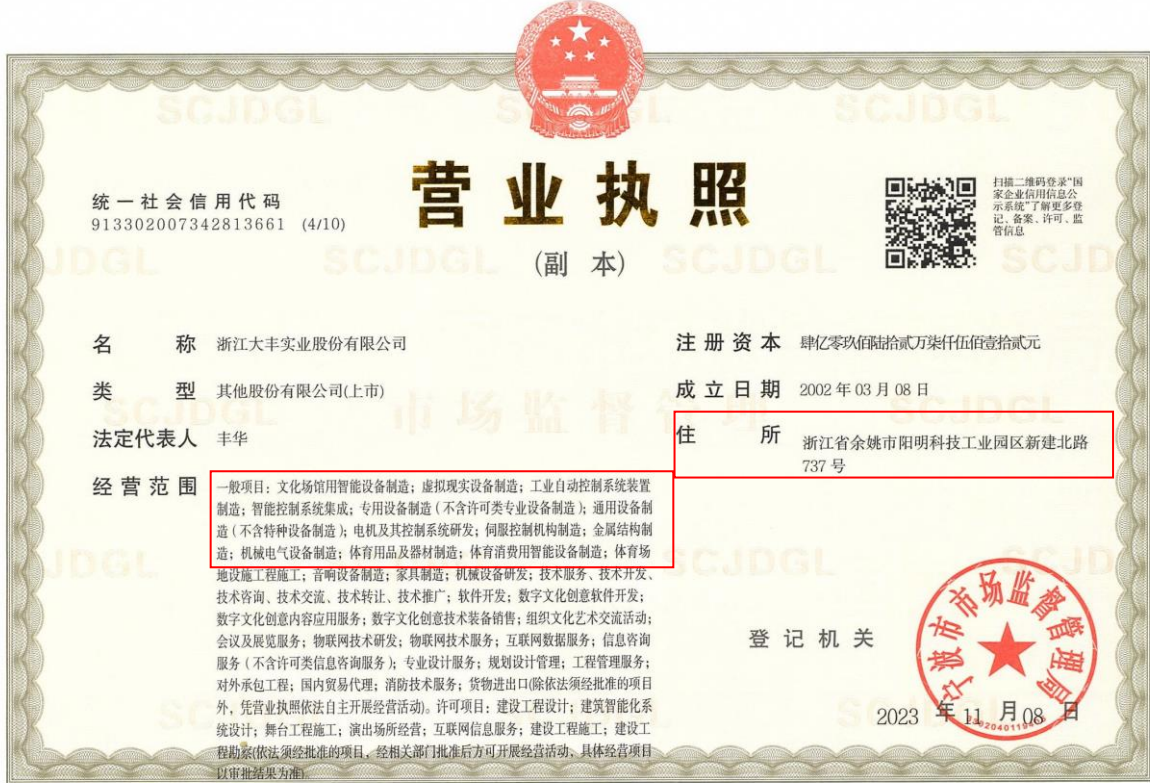 营业执照
(副 本)
统一社会信用代码
913302007342813661 (4/10)
扫描二维码登录"国
家企业信用信息公
示系统"了解更多登
记、备案、许可、监
管信息
名 称 浙江大丰实业股份有限公司
类 型 其他股份有限公司(上市)
法定代表人 丰华
经营范围 一般项目：文化场馆用智能设备制造；虚拟现实设备制造；工业自动控制系统装置
制造；智能控制系统集成；专用设备制造（不含许可类专业设备制造）；通用设备制
造（不含特种设备制造）；电机及其控制系统研发；伺服控制机构制造；金属结构制
造；机械电气设备制造；体育用品及器材制造；体育消费用智能设备制造；体育场
地设施工程施工；音响设备制造；家具制造；机械设备研发；技术服务、技术开发、
技术咨询、技术交流、技术转让、技术推广；软件开发；数字文化创意软件开发；
数字文化创意内容应用服务；数字文化创意技术装备销售；组织文化艺术交流活动；
会议及展览服务；物联网技术研发；物联网技术服务；互联网数据服务；信息咨询
服务（不含许可类信息咨询服务）；专业设计服务；规划设计管理；工程管理服务；
对外承包工程；国内贸易代理；消防技术服务；货物进出口(除依法须经批准的项目
外，凭营业执照依法自主开展经营活动)。许可项目：建设工程设计；建筑智能化系
统设计；舞台工程施工；演出场所经营；互联网信息服务；建设工程施工；建设工
程勘察(依法须经批准的项目，经相关部门批准后方可开展经营活动，具体经营项目
以审批结果为准)。
注册资本 肆亿零玖佰陆拾贰万柒仟伍佰壹拾贰元
成立日期 2002年03月08日
住 所 浙江省余姚市阳明科技工业园区新建北路
737号
登记机关
宁波市市场监督管理局
2023 年 11 月 08 日
SCJDGL
市场监督管理